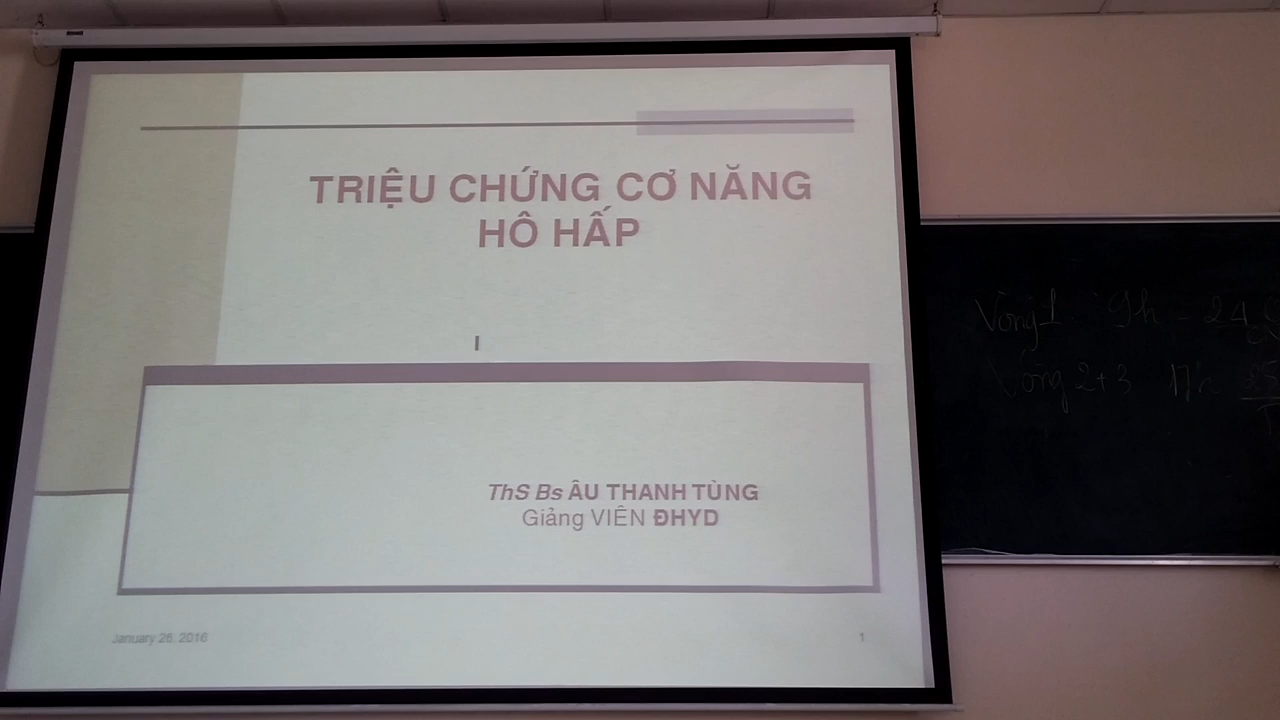 TRIỆU CHỨNG CƠ NĂNG
HÔ HẤP
ThS Bs ÂU THANH TÙNG
Giảng VIÊN ĐHYD
January 26, 2016
1
Vòng 1 9h - 24
Vòng 2+3 17h